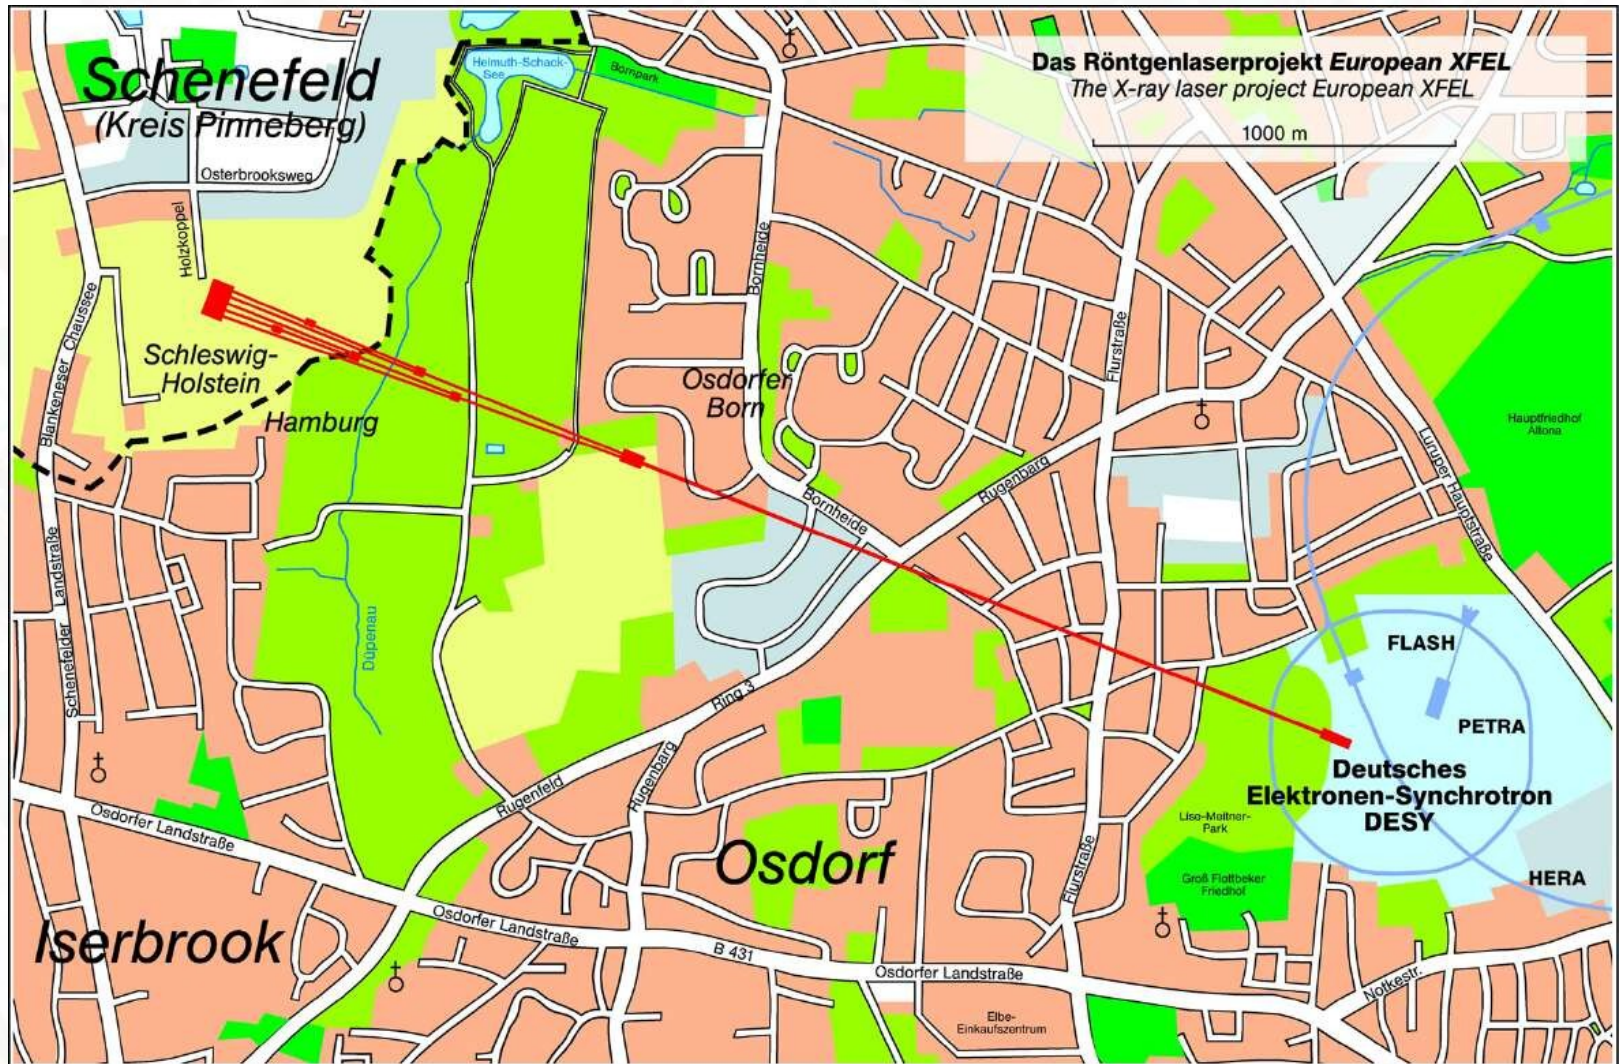 Das Röntgenlaserprojekt European XFEL
The X-ray laser project European XFEL
1000 m
Schenefeld
(Kreis Pinneberg)
Helmuth-Schack-
See
Bornpark
Osterbrooksweg
Holzkoppel
Blankeneser Chaussee
Schleswig-
Holstein
Hamburg
Bornheide
Osdorfer
Born
Flurstraße
Hauptfriedhof
Altona
Luruper Hauptstraße
Rugenbarg
Bornheide
Schenefelder Landstraße
Düpenau
Ring 3
FLASH
PETRA
Deutsches
Elektronen-Synchrotron
DESY
HERA
Rugenfeld
Rugenbarg
Osdorfer Landstraße
Lise-Meitner-
Park
Groß Flottbeker
Friedhof
Flurstraße
Osdorf
Iserbrook
Osdorfer Landstraße
B 431
Osdorfer Landstraße
Notkestr.
Elbe-
Einkaufszentrum